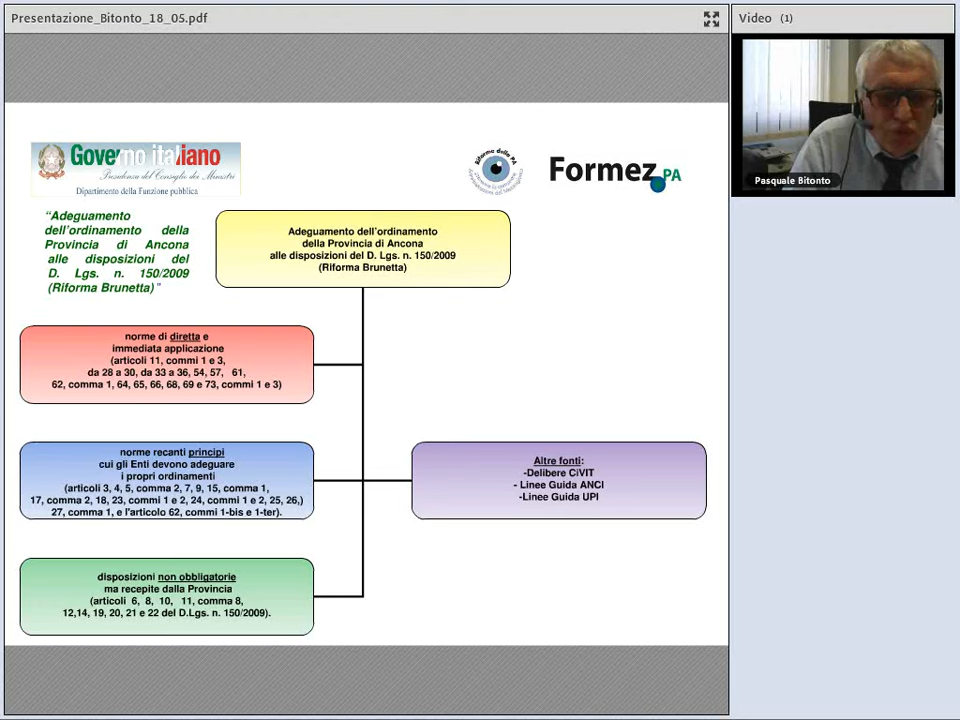 Presentazione_Bitonto_18_05.pdf
Video (1)
Pasquale Bitonto
Governo italiano
Presidenza del Consiglio dei Ministri
Dipartimento della Funzione pubblica
Riforma della PA
Formez PA
“Adeguamento
dell’ordinamento della
Provincia di Ancona
alle disposizioni del
D. Lgs. n. 150/2009
(Riforma Brunetta)”
Adeguamento dell’ordinamento
della Provincia di Ancona
alle disposizioni del D. Lgs. n. 150/2009
(Riforma Brunetta)
norme di diretta e
immediata applicazione
(articoli 11, commi 1 e 3,
da 28 a 30, da 33 a 36, 54, 57, 61,
62, comma 1, 64, 65, 66, 68, 69 e 73, commi 1 e 3)
norme recanti principi
cui gli Enti devono adeguare
i propri ordinamenti
(articoli 3, 4, 5, comma 2, 7, 9, 15, comma 1,
17, comma 2, 18, 23, commi 1 e 2, 24, commi 1 e 2, 25, 26,)
27, comma 1, e l'articolo 62, commi 1-bis e 1-ter).
Altre fonti:
-Delibere CiVIT
- Linee Guida ANCI
-Linee Guida UPI
disposizioni non obbligatorie
ma recepite dalla Provincia
(articoli 6, 8, 10, 11, comma 8,
12,14, 19, 20, 21 e 22 del D.Lgs. n. 150/2009).